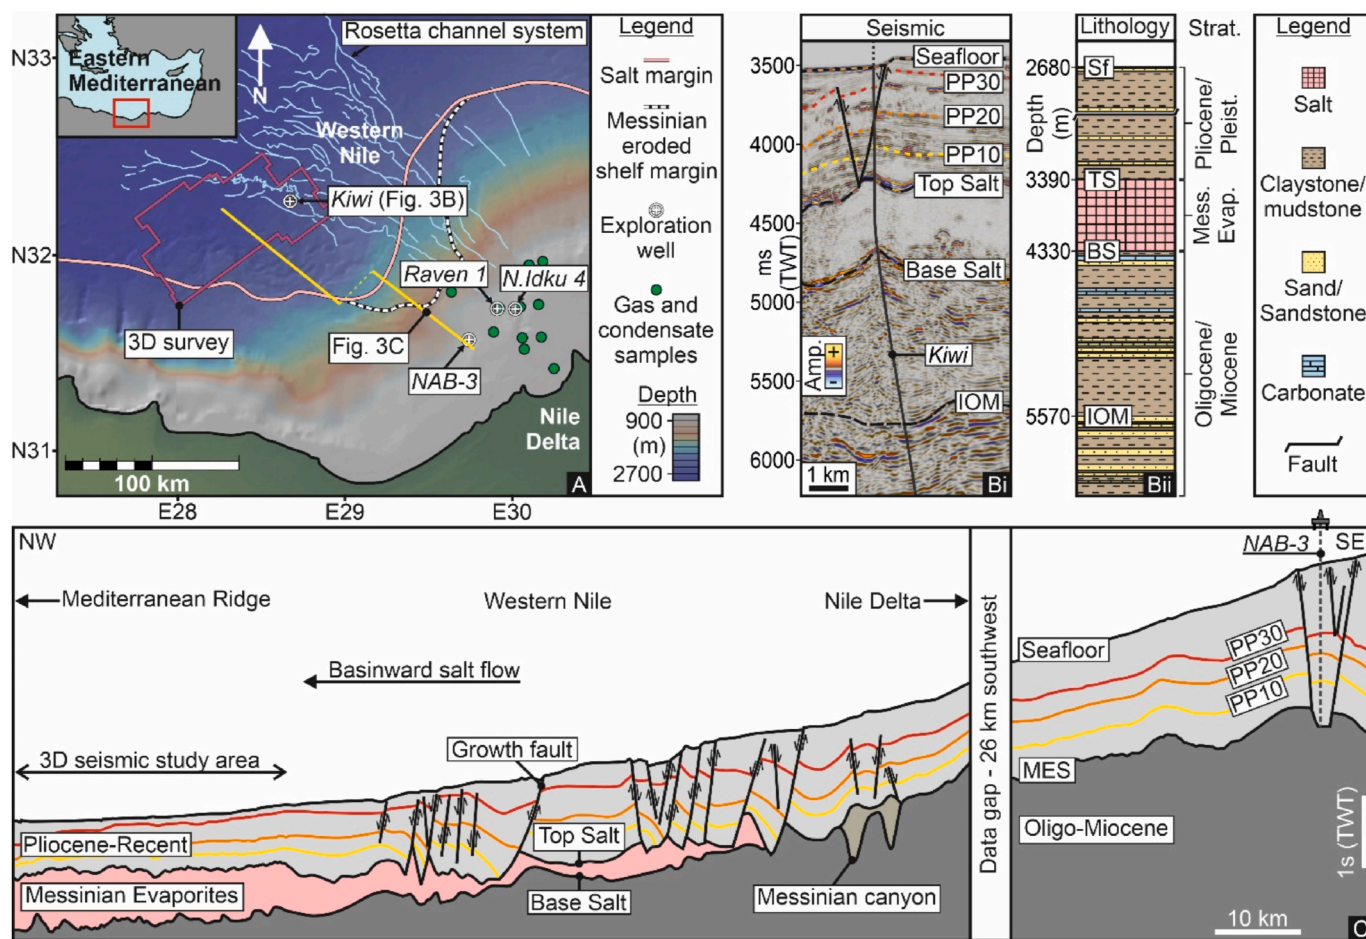 N33
N32
N31
E28
E29
E30
Eastern
Mediterranean
N
Rosetta channel system
Western
Nile
Kiwi (Fig. 3B)
Raven 1
N.Idku 4
3D survey
Fig. 3C
NAB-3
Nile
Delta
100 km
A
Legend
Salt margin
Messinian
eroded
shelf margin
Exploration
well
Gas and
condensate
samples
Depth
900
(m)
2700
Seismic
3500
4000
4500
ms
(TWT)
5000
5500
6000
Seafloor
PP30
PP20
PP10
Top Salt
Base Salt
Kiwi
Amp.
+
-
IOM
1 km
Bi
Lithology
Strat.
Depth
(m)
2680
Sf
3390
TS
4330
BS
5570
IOM
Pliocene/
Pleist.
Mess.
Evap.
Oligocene/
Miocene
Bii
Legend
Salt
Claystone/
mudstone
Sand/
Sandstone
Carbonate
Fault
NW
Mediterranean Ridge
Western Nile
Nile Delta
Basinward salt flow
3D seismic study area
Growth fault
Pliocene-Recent
Top Salt
Messinian Evaporites
Base Salt
Messinian canyon
Data gap - 26 km southwest
NAB-3
SE
Seafloor
PP30
PP20
PP10
MES
Oligo-Miocene
1s (TWT)
10 km
C